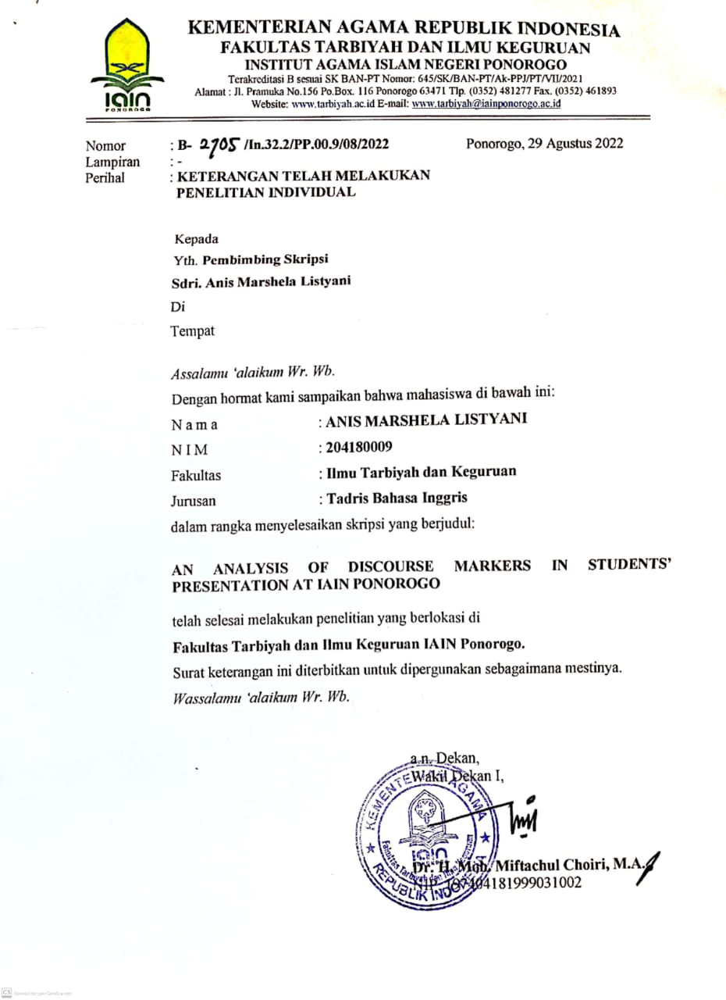 KEMENTERIAN AGAMA REPUBLIK INDONESIA
FAKULTAS TARBIYAH DAN ILMU KEGURUAN
INSTITUT AGAMA ISLAM NEGERI PONOROGO
Terakreditasi B sesuai SK BAN-PT Nomor: 645/SK/BAN-PT/Ak-PPJ/PT/VII/2021
Alamat : Jl. Pramuka No.156 Po.Box. 116 Ponorogo 63471 Tlp. (0352) 481277 Fax. (0352) 461893
Website: www.tarbiyah.ac.id E-mail: www.tarbiyah@iainponorogo.ac.id
iain
PONOROGO
Nomor : B- 2705 /In.32.2/PP.00.9/08/2022 Ponorogo, 29 Agustus 2022
Lampiran : -
Perihal : KETERANGAN TELAH MELAKUKAN
PENELITIAN INDIVIDUAL
Kepada
Yth. Pembimbing Skripsi
Sdri. Anis Marshela Listyani
Di
Tempat
Assalamu ‘alaikum Wr. Wb.
Dengan hormat kami sampaikan bahwa mahasiswa di bawah ini:
N a m a : ANIS MARSHELA LISTYANI
N I M : 204180009
Fakultas : Ilmu Tarbiyah dan Keguruan
Jurusan : Tadris Bahasa Inggris
dalam rangka menyelesaikan skripsi yang berjudul:
AN ANALYSIS OF DISCOURSE MARKERS IN STUDENTS’
PRESENTATION AT IAIN PONOROGO
telah selesai melakukan penelitian yang berlokasi di
Fakultas Tarbiyah dan Ilmu Keguruan IAIN Ponorogo.
Surat keterangan ini diterbitkan untuk dipergunakan sebagaimana mestinya.
Wassalamu ‘alaikum Wr. Wb.
a.n. Dekan,
Wakil Dekan I,
KEMENTERIAN AGAMA
iain
Fakultas Tarbiyah dan Ilmu Keguruan
REPUBLIK INDONESIA
Dr. H. Moh. Miftachul Choiri, M.A.
NIP. 197404181999031002
CS Dipindai dengan CamScanner